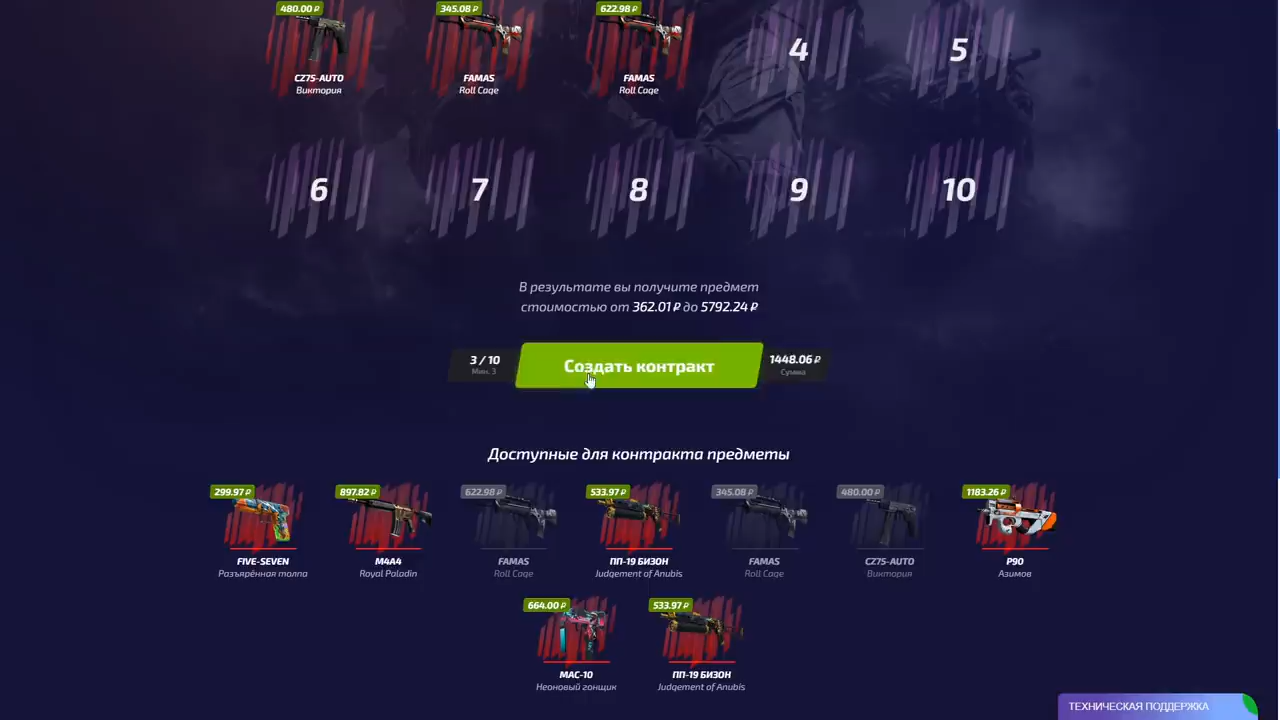 480.00 ₽
345.08 ₽
622.98 ₽
CZ75-AUTO
Виктория
FAMAS
Roll Cage
FAMAS
Roll Cage
4
5
6
7
8
9
10
В результате вы получите предмет
стоимостью от 362.01 ₽ до 5792.24 ₽
3 / 10
Мин. 3
Создать контракт
1448.06 ₽
Сумма
Доступные для контракта предметы
299.97 ₽
897.82 ₽
622.98 ₽
533.97 ₽
345.08 ₽
480.00 ₽
1183.26 ₽
FIVE-SEVEN
Разъярённая толпа
M4A4
Royal Paladin
FAMAS
Roll Cage
ПП-19 БИЗОН
Judgement of Anubis
FAMAS
Roll Cage
CZ75-AUTO
Виктория
P90
Азимов
664.00 ₽
533.97 ₽
MAC-10
Неоновый гонщик
ПП-19 БИЗОН
Judgement of Anubis
ТЕХНИЧЕСКАЯ ПОДДЕРЖКА